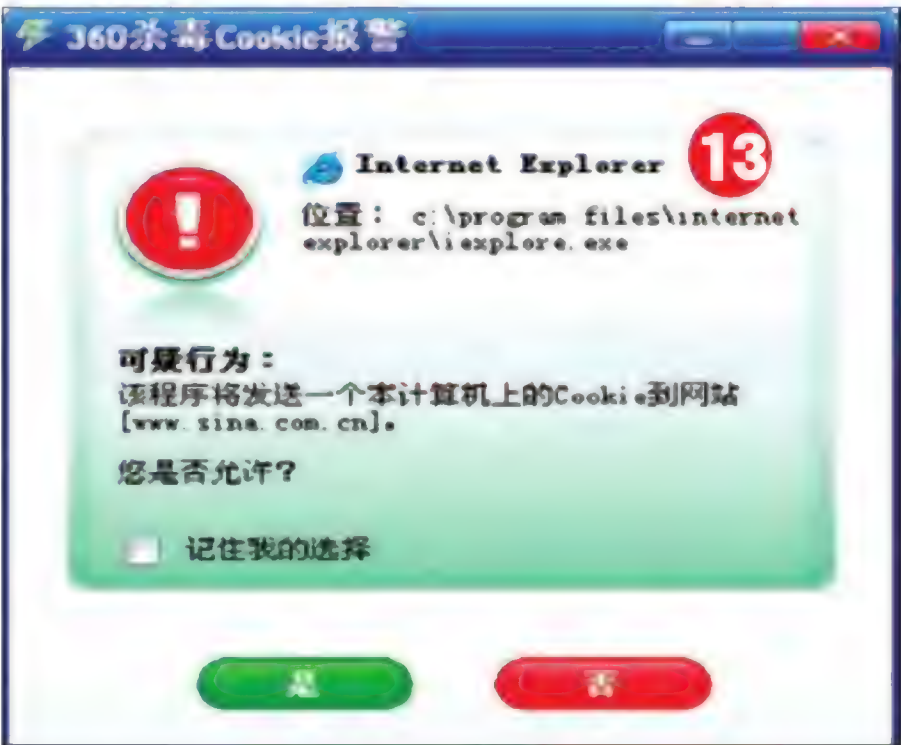 360杀毒Cookie报警
Internet Explorer
13
位置： c:\program files\internet
explorer\iexplore.exe
可疑行为：
该程序将发送一个本计算机上的Cookie到网站
[www.sina.com.cn]。
您是否允许?
记住我的选择
是
否